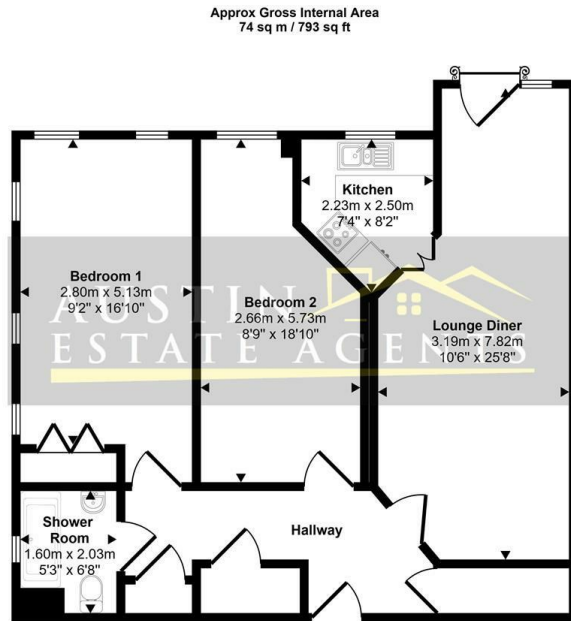 Approx Gross Internal Area
74 sq m / 793 sq ft
Kitchen
2.23m x 2.50m
7'4" x 8'2"
Bedroom 1
2.80m x 5.13m
9'2" x 16'10"
Bedroom 2
2.66m x 5.73m
8'9" x 18'10"
Lounge Diner
3.19m x 7.82m
10'6" x 25'8"
AUSTIN
ESTATE AGENTS
Hallway
Shower
Room
1.60m x 2.03m
5'3" x 6'8"